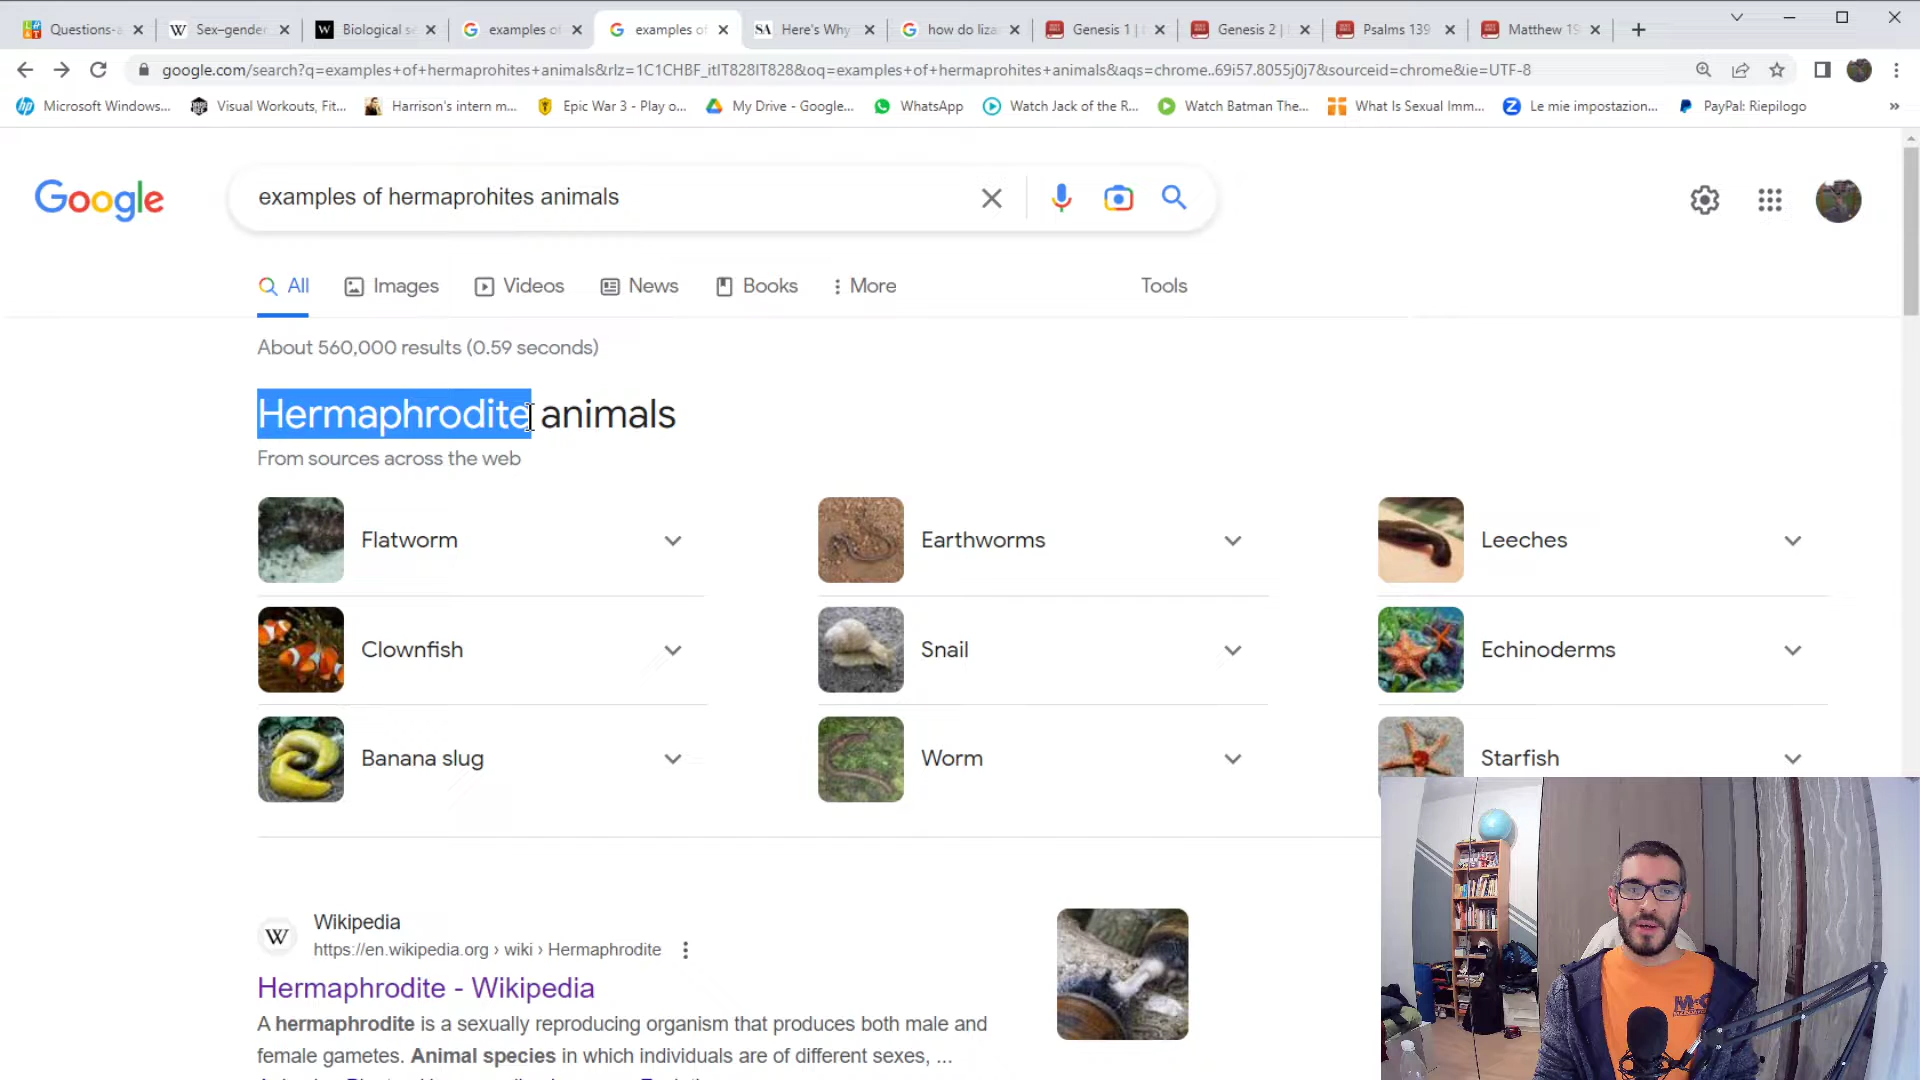 Questions-a
Sex–gender
Biological se
examples of
examples of
Here's Why
how do liza
Genesis 1 |
Genesis 2 |
Psalms 139
Matthew 19
google.com/search?q=examples+of+hermaprohites+animals&rlz=1C1CHBF_itIT828IT828&oq=examples+of+hermaprohites+animals&aqs=chrome..69i57.8055j0j7&sourceid=chrome&ie=UTF-8
Microsoft Windows...
Visual Workouts, Fit...
Harrison's intern m...
Epic War 3 - Play o...
My Drive - Google...
WhatsApp
Watch Jack of the R...
Watch Batman The...
What Is Sexual Imm...
Le mie impostazion...
PayPal: Riepilogo
Google
examples of hermaprohites animals
All
Images
Videos
News
Books
More
Tools
About 560,000 results (0.59 seconds)
Hermaphrodite animals
From sources across the web
Flatworm
Earthworms
Leeches
Clownfish
Snail
Echinoderms
Banana slug
Worm
Starfish
Wikipedia
https://en.wikipedia.org › wiki › Hermaphrodite
Hermaphrodite - Wikipedia
A hermaphrodite is a sexually reproducing organism that produces both male and
female gametes. Animal species in which individuals are of different sexes, ...